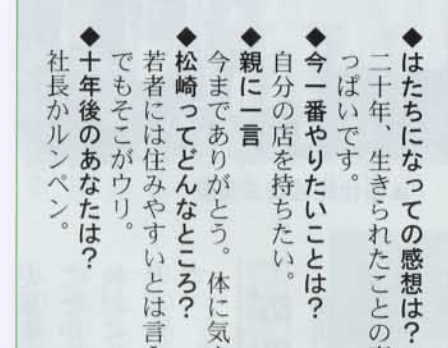 ◆はたちになっての感想は？
二十年、生きられたことの
っぱいです。
◆今一番やりたいことは？
自分の店を持ちたい。
◆親に一言
今までありがとう。体に気
◆松崎ってどんなところ？
若者には住みやすいとは言
でもそこがウリ。
◆十年後のあなたは？
社長かルンペン。